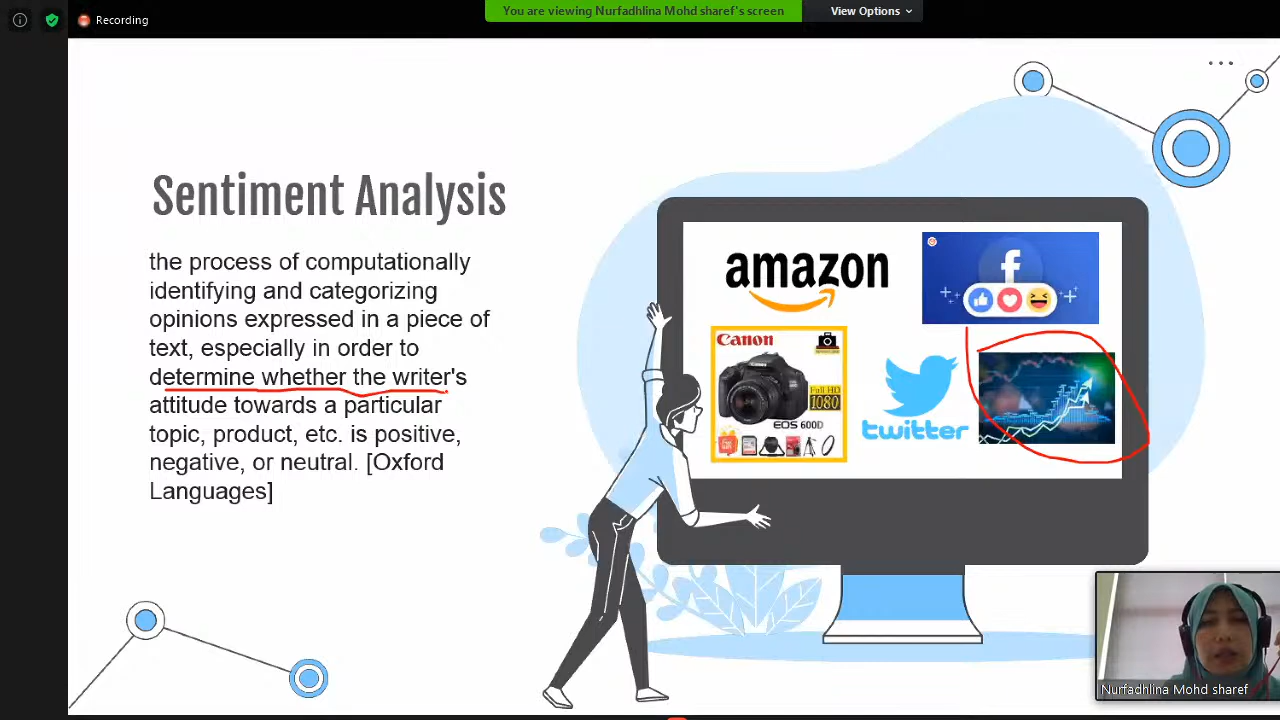 Recording
You are viewing Nurfadhlina Mohd sharef's screen
View Options
Sentiment Analysis
the process of computationally
identifying and categorizing
opinions expressed in a piece of
text, especially in order to
determine whether the writer's
attitude towards a particular
topic, product, etc. is positive,
negative, or neutral. [Oxford
Languages]
amazon
f
Canon
Full HD
1080
EOS 600D
twitter
Nurfadhlina Mohd sharef